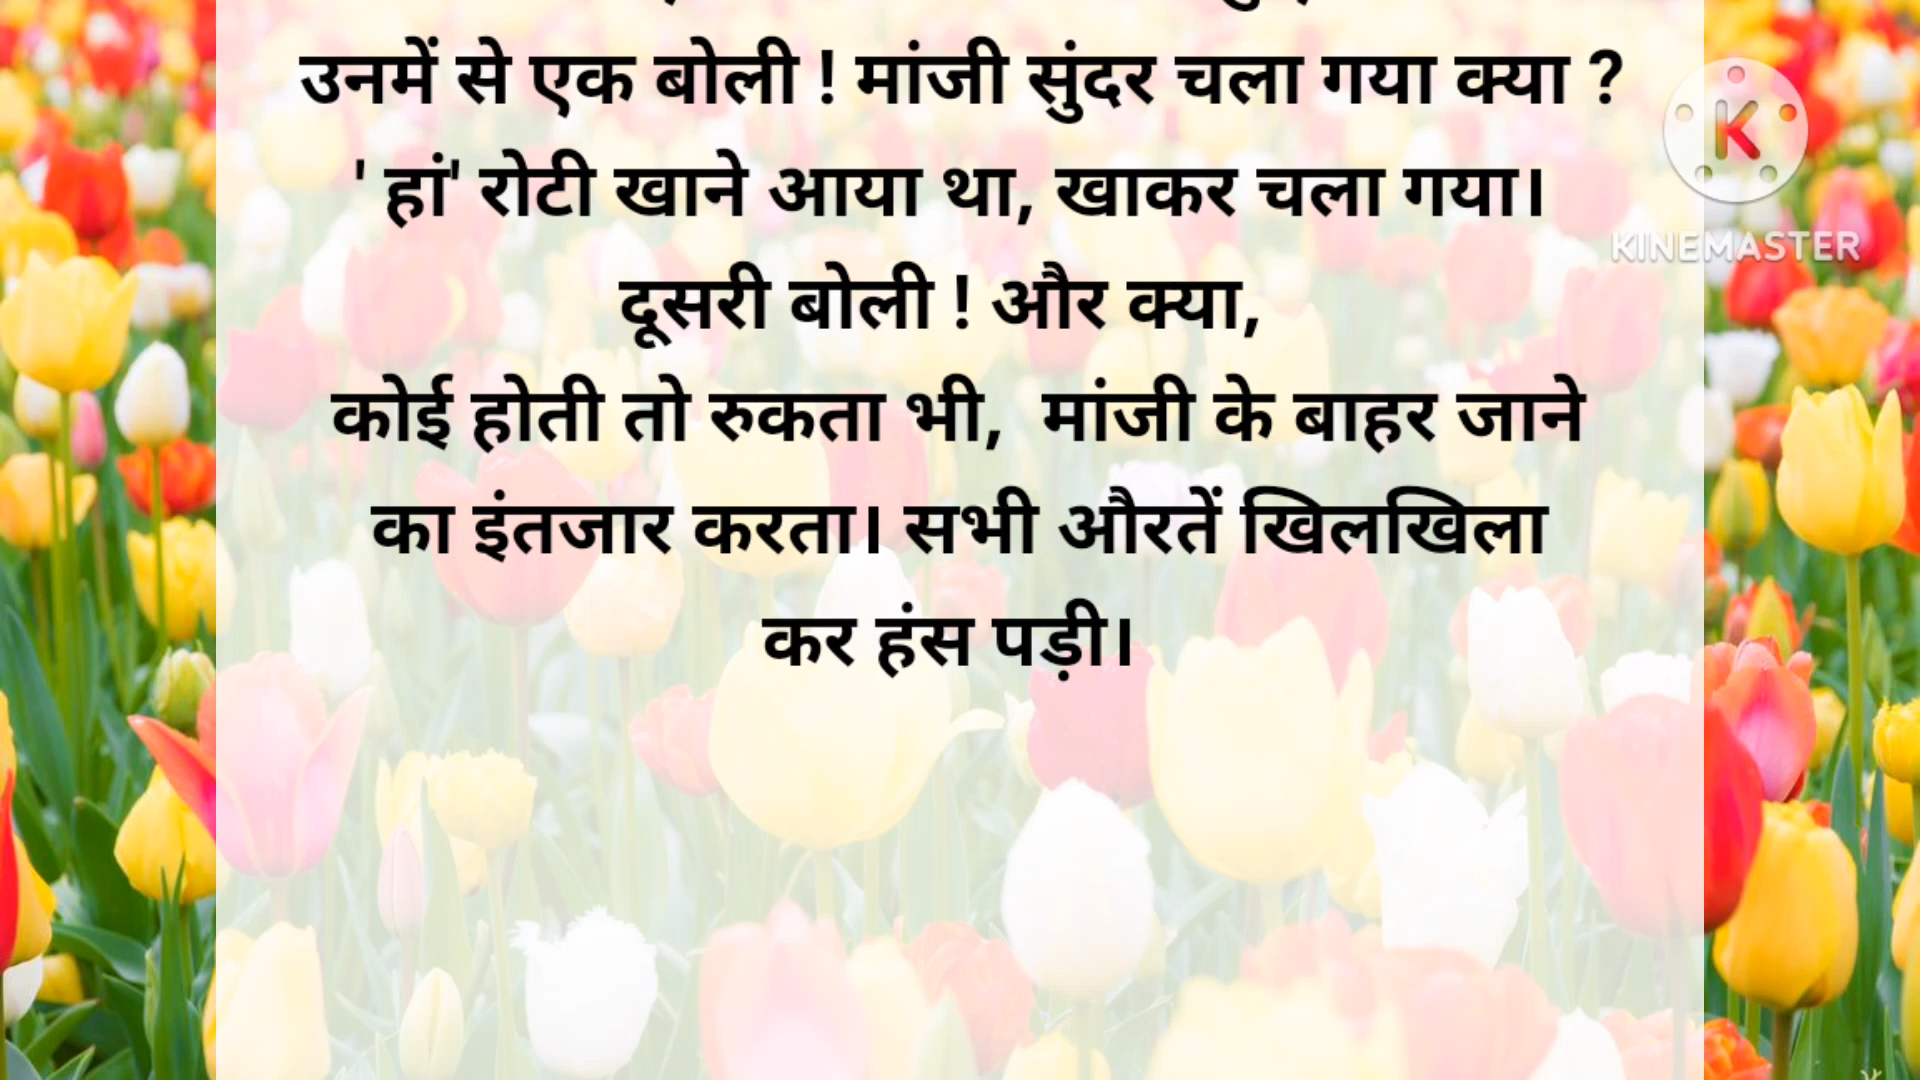 उनमें से एक बोली ! मांजी सुंदर चला गया क्या ?
' हां' रोटी खाने आया था, खाकर चला गया।
दूसरी बोली ! और क्या,
कोई होती तो रुकता भी, मांजी के बाहर जाने
का इंतजार करता। सभी औरतें खिलखिला
कर हंस पड़ी।
K
KINEMASTER